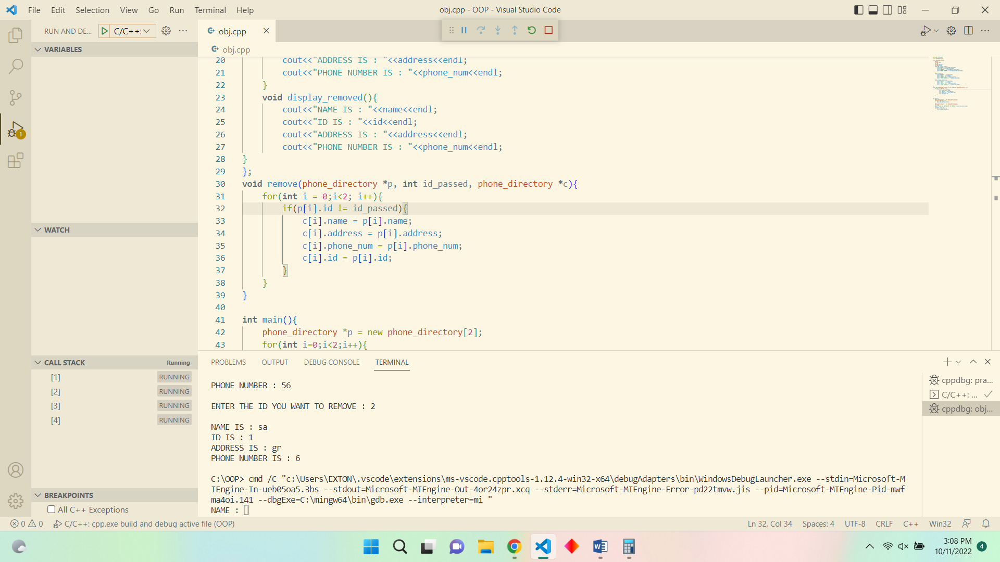 File Edit Selection View Go Run Terminal Help
obj.cpp - OOP - Visual Studio Code
RUN AND DE... C/C++:
obj.cpp
VARIABLES
obj.cpp
20 cout<<"ADDRESS IS : "<<address<<endl;
21 cout<<"PHONE NUMBER IS : "<<phone_num<<endl;
22 }
23 void display_removed(){
24 cout<<"NAME IS : "<<name<<endl;
25 cout<<"ID IS : "<<id<<endl;
26 cout<<"ADDRESS IS : "<<address<<endl;
27 cout<<"PHONE NUMBER IS : "<<phone_num<<endl;
28 }
29 };
30 void remove(phone_directory *p, int id_passed, phone_directory *c){
31 for(int i = 0;i<2; i++){
32 if(p[i].id != id_passed){
33 c[i].name = p[i].name;
34 c[i].address = p[i].address;
35 c[i].phone_num = p[i].phone_num;
36 c[i].id = p[i].id;
37 }
38 }
39 }
40
41 int main(){
42 phone_directory *p = new phone_directory[2];
43 for(int i=0;i<2;i++){
1
WATCH
CALL STACK Running
[1] RUNNING
[2] RUNNING
[3] RUNNING
[4] RUNNING
BREAKPOINTS
All C++ Exceptions
PROBLEMS OUTPUT DEBUG CONSOLE TERMINAL
PHONE NUMBER : 56
ENTER THE ID YOU WANT TO REMOVE : 2
NAME IS : sa
ID IS : 1
ADDRESS IS : gr
PHONE NUMBER IS : 6
C:\OOP> cmd /C "c:\Users\EXTON\.vscode\extensions\ms-vscode.cpptools-1.12.4-win32-x64\debugAdapters\bin\WindowsDebugLauncher.exe --stdin=Microsoft-M
IEngine-In-ueb05oa5.3bs --stdout=Microsoft-MIEngine-Out-4or24zpr.xcq --stderr=Microsoft-MIEngine-Error-pd22tmvw.jis --pid=Microsoft-MIEngine-Pid-mwf
ma4oi.141 --dbgExe=C:\mingw64\bin\gdb.exe --interpreter=mi "
NAME :
cppdbg: pra...
C/C++: ...
cppdbg: obj...
0 0 C/C++: cpp.exe build and debug active file (OOP)
Ln 32, Col 34 Spaces: 4 UTF-8 CRLF C++ Win32
3:08 PM
10/11/2022
4